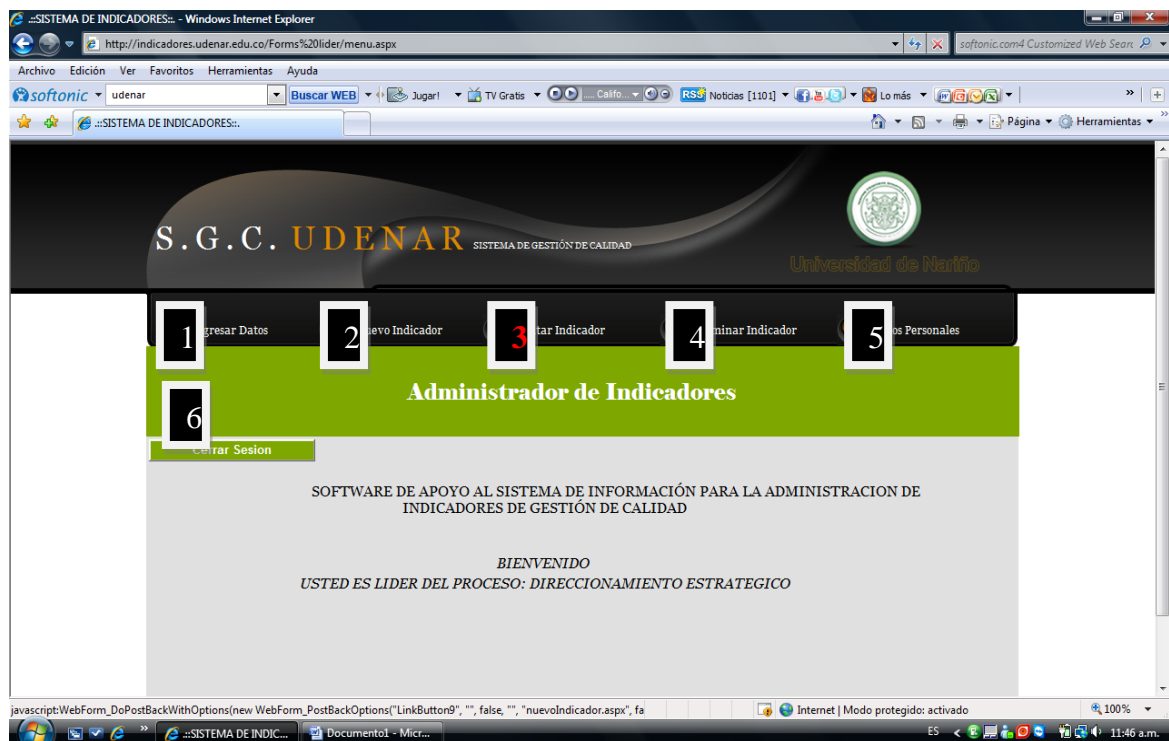 .::SISTEMA DE INDICADORES::. - Windows Internet Explorer
http://indicadores.udenar.edu.co/Forms%20lider/menu.aspx
softonic.com4 Customized Web Searc
Archivo Edición Ver Favoritos Herramientas Ayuda
softonic udenar Buscar WEB Jugar! TV Gratis .... Califo... RSS Noticias [1101] Lo más
.::SISTEMA DE INDICADORES::. Página Herramientas
S.G.C. UDENAR SISTEMA DE GESTIÓN DE CALIDAD
Universidad de Nariño
1 gresar Datos 2 evo Indicador 3 tar Indicador 4 minar Indicador 5 os Personales
Administrador de Indicadores
6
Cerrar Sesion
SOFTWARE DE APOYO AL SISTEMA DE INFORMACIÓN PARA LA ADMINISTRACION DE
INDICADORES DE GESTIÓN DE CALIDAD
BIENVENIDO
USTED ES LIDER DEL PROCESO: DIRECCIONAMIENTO ESTRATEGICO
javascript:WebForm_DoPostBackWithOptions(new WebForm_PostBackOptions("LinkButton9", "", false, "", "nuevoIndicador.aspx", fa Internet | Modo protegido: activado 100%
.::SISTEMA DE INDIC... Documento1 - Micr... ES 11:46 a.m.